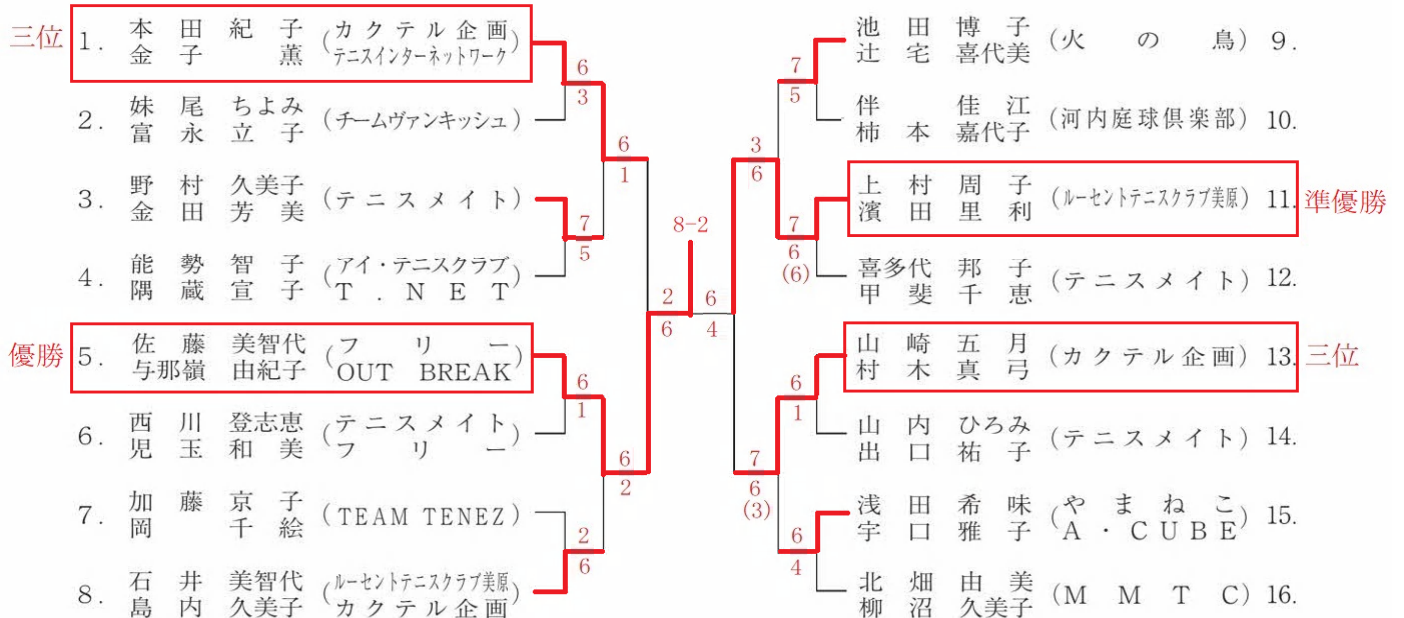 三位
1. 本田紀子 (カクテル企画
金子薫 テニスインターネットワーク)
6
3
2. 妹尾ちよみ (チームヴァンキッシュ)
富永立子
6
1
3. 野村久美子 (テニスメイト)
金田芳美
7
5
4. 能勢智子 (アイ・テニスクラブ
隅蔵宣子 T.NET)
2
6
優勝
5. 佐藤美智代 (フリー
与那嶺由紀子 OUT BREAK)
6
1
6. 西川登志恵 (テニスメイト
児玉和美 フリー)
6
2
7. 加藤京子 (TEAM TENEZ)
岡千絵
2
6
8. 石井美智代 (ルーセントテニスクラブ美原
島内久美子 カクテル企画)
8-2
6
4
池田博子 (火の鳥) 9.
辻宅喜代美
7
5
伴佳江 (河内庭球倶楽部) 10.
柿本嘉代子
3
6
上村周子 (ルーセントテニスクラブ美原) 11.
濱田里利
準優勝
7
6
(6)
喜多代邦子 (テニスメイト) 12.
甲斐千恵
山崎五月 (カクテル企画) 13.
村木真弓
三位
6
1
山内ひろみ (テニスメイト) 14.
出口祐子
7
6
(3)
浅田希味 (やまねこ
宇口雅子 A・CUBE) 15.
6
4
北畑由美 (MMTC) 16.
柳沼久美子